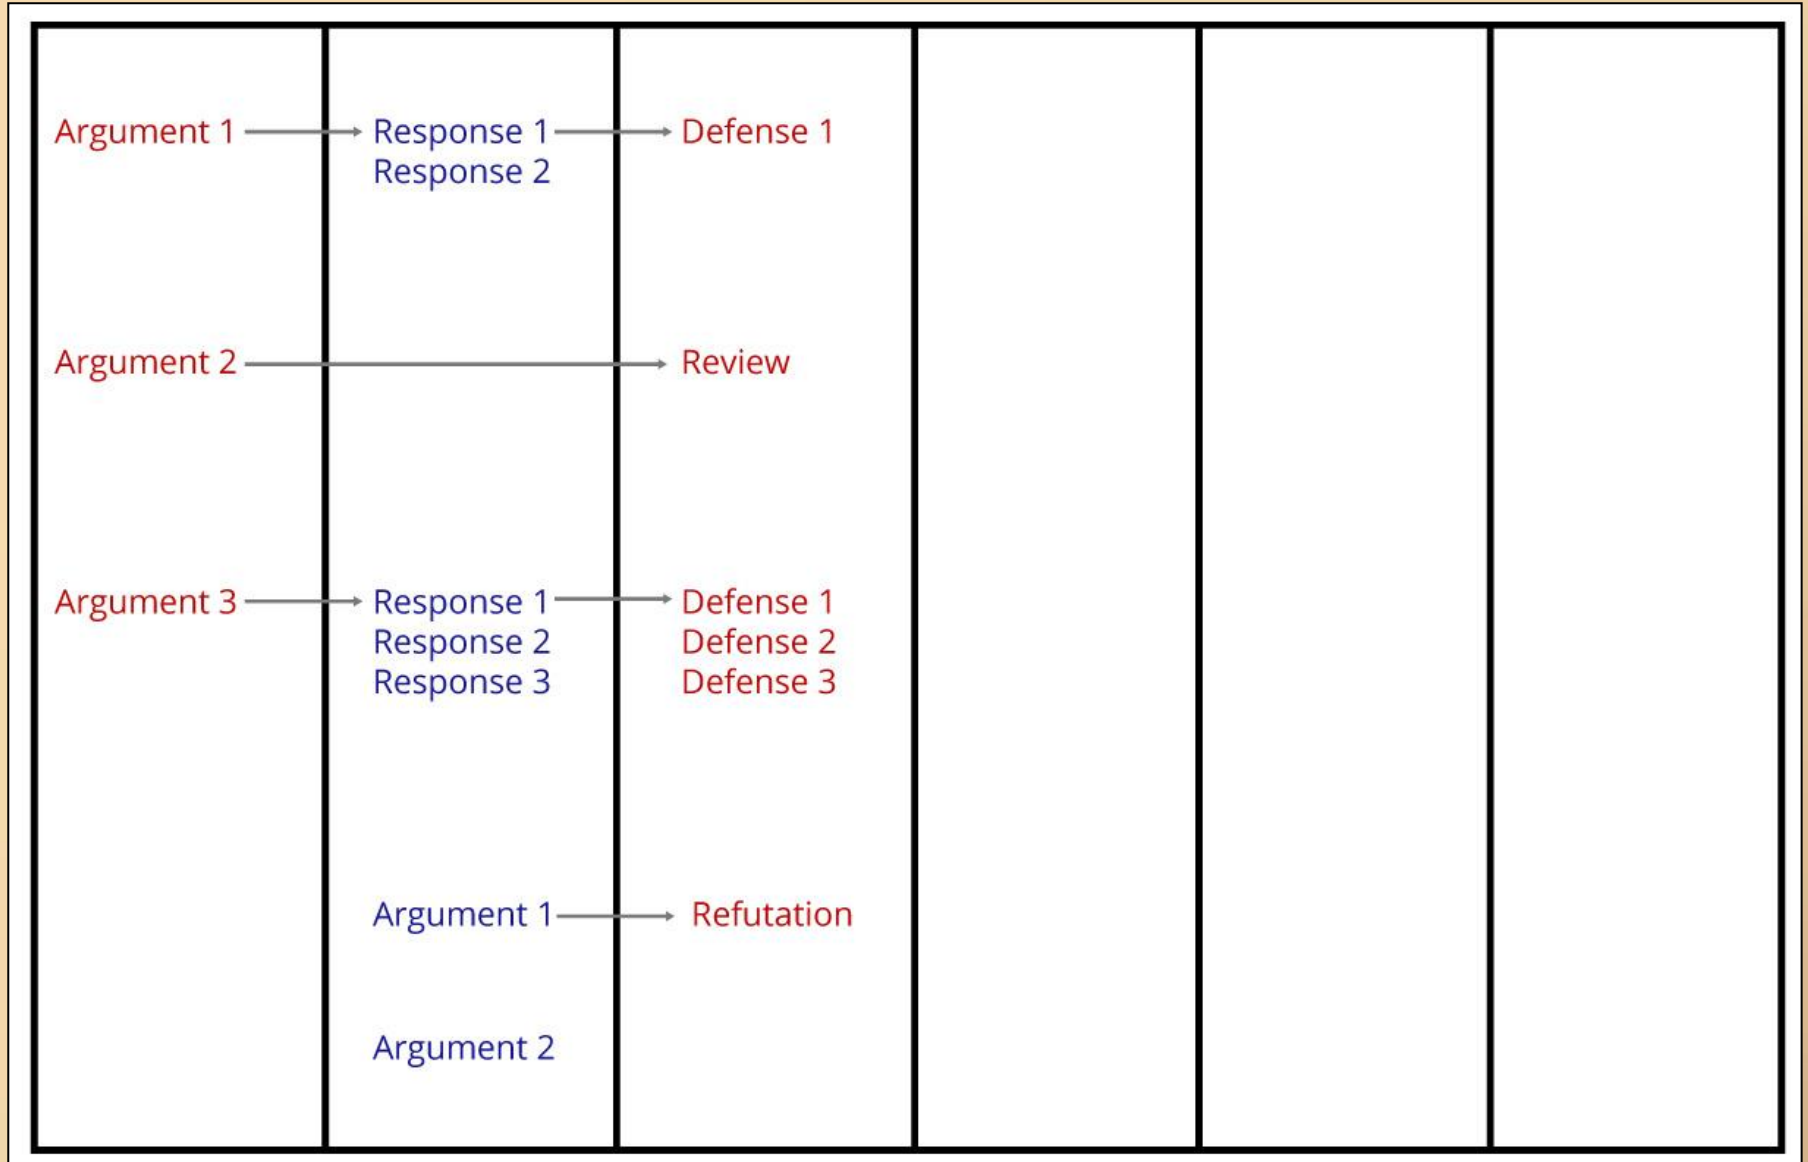 Argument 1
Response 1
Defense 1
Response 2
Argument 2
Review
Argument 3
Response 1
Defense 1
Response 2
Defense 2
Response 3
Defense 3
Argument 1
Refutation
Argument 2